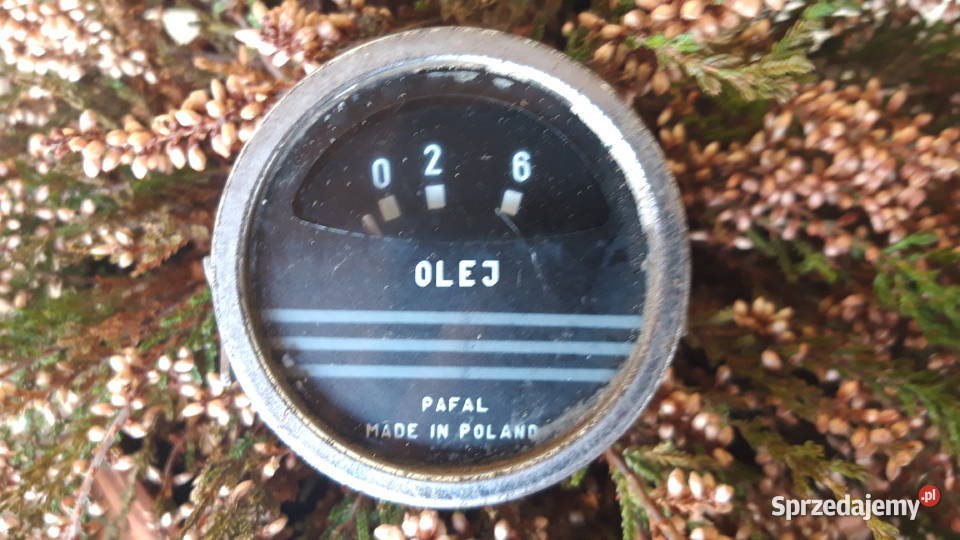 0 2 6
OLEJ
PAFAL
MADE IN POLAND
Sprzedajemy.pl